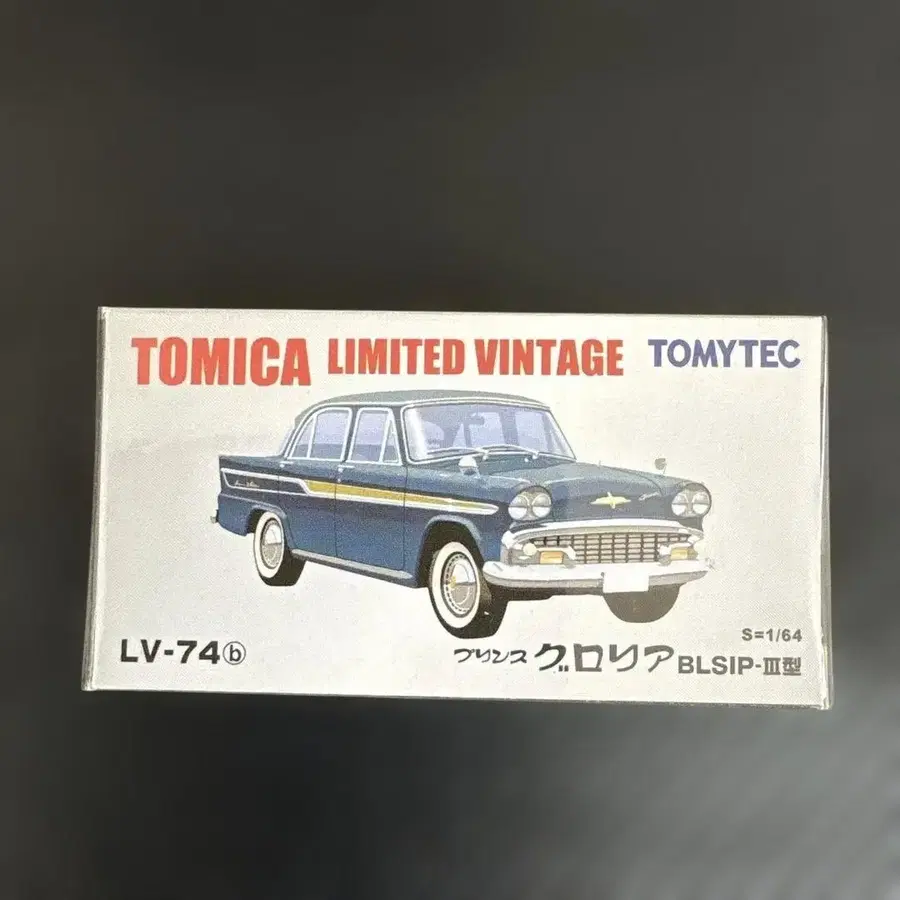 TOMICA LIMITED VINTAGE TOMYTEC
S=1/64
LV-74ⓑ プリンス グロリア BLSIP-III型